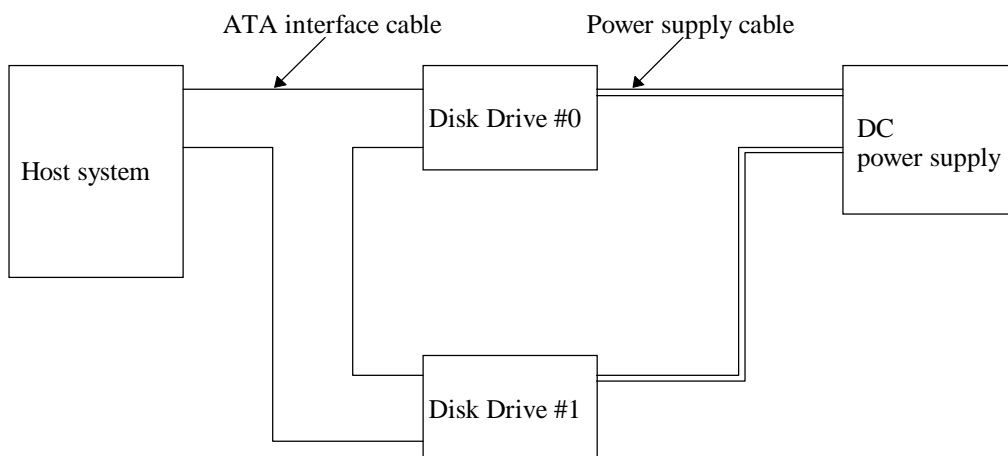 ATA interface cable
Power supply cable
Host system
Disk Drive #0
DC
power supply
Disk Drive #1